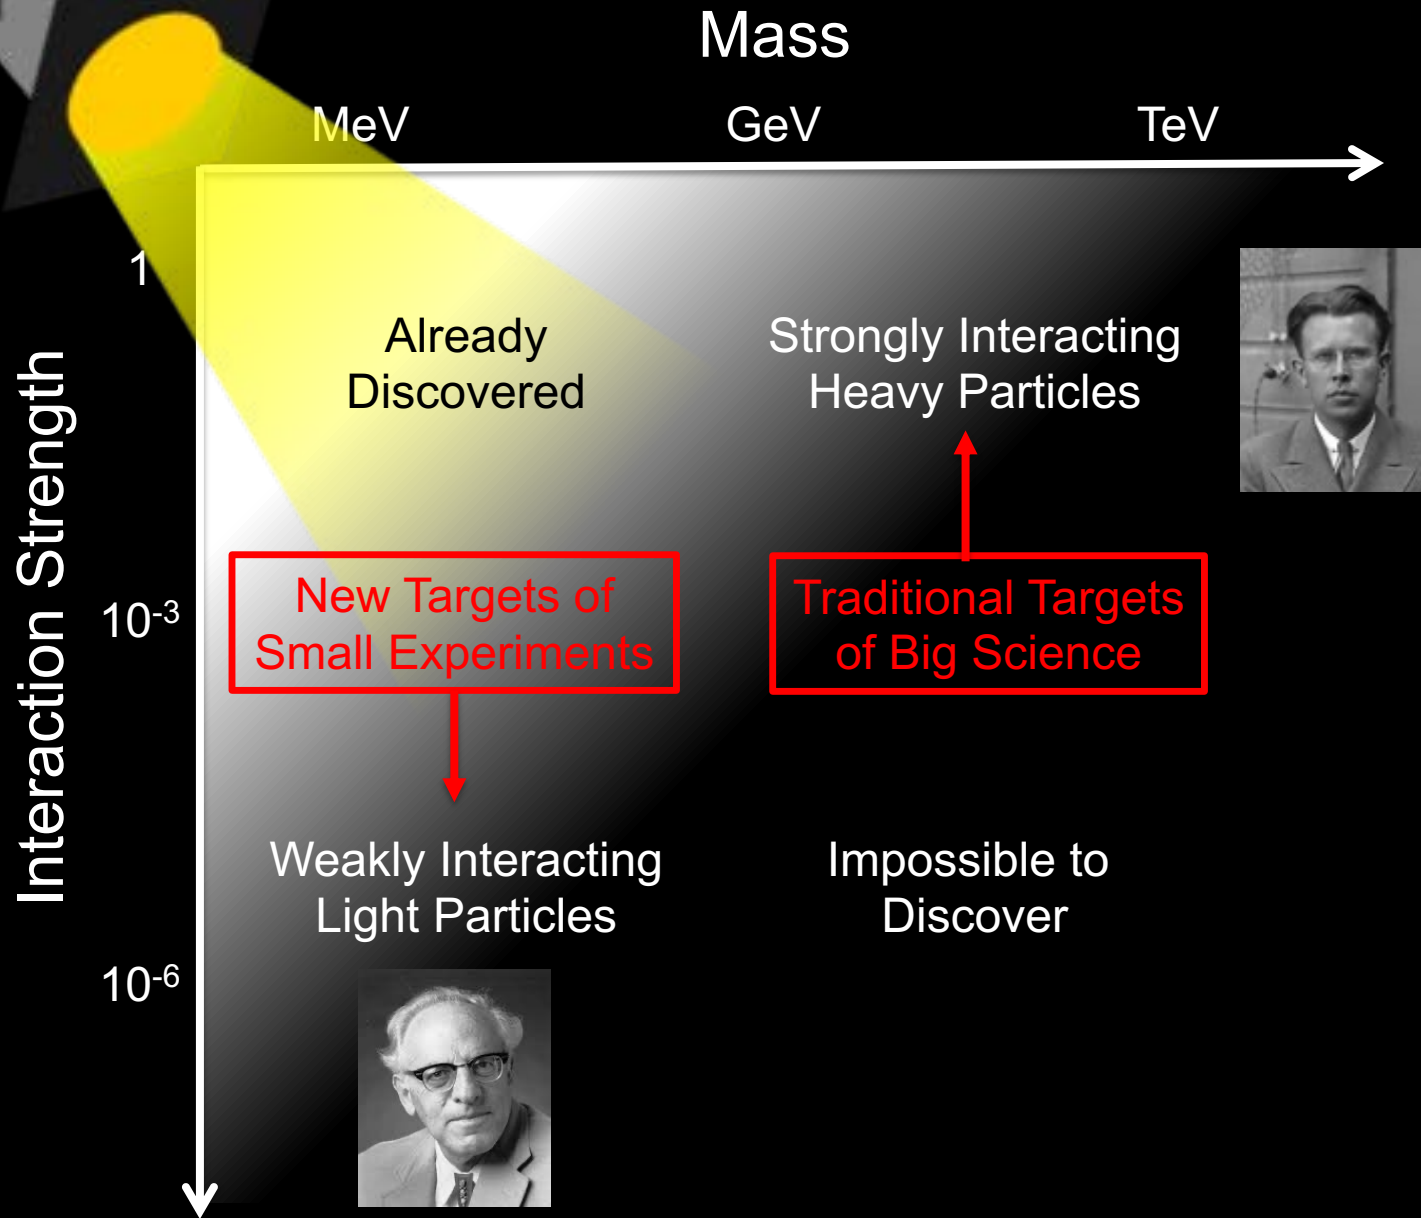 Mass
MeV GeV TeV
1
Already
Discovered
Strongly Interacting
Heavy Particles
Interaction Strength
10⁻³
New Targets of
Small Experiments
Traditional Targets
of Big Science
Weakly Interacting
Light Particles
Impossible to
Discover
10⁻⁶